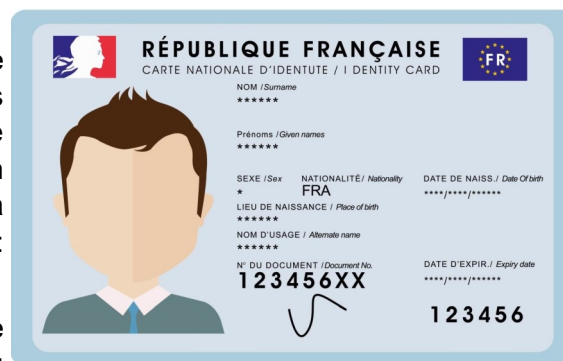 RÉPUBLIQUE FRANÇAISE
CARTE NATIONALE D'IDENTUTE / I DENTITY CARD
FR
NOM /Surname
******
Prénoms /Given names
******
SEXE /Sex NATIONALITÉ/ Nationality DATE DE NAISS./ Date Of birth
* FRA ****/****/******
LIEU DE NAISSANCE / Place of birth
******
NOM D'USAGE / Alternate name
******
N° DU DOCUMENT /Document No. DATE D'EXPIR./ Expiry date
123456XX ****/****/******
123456